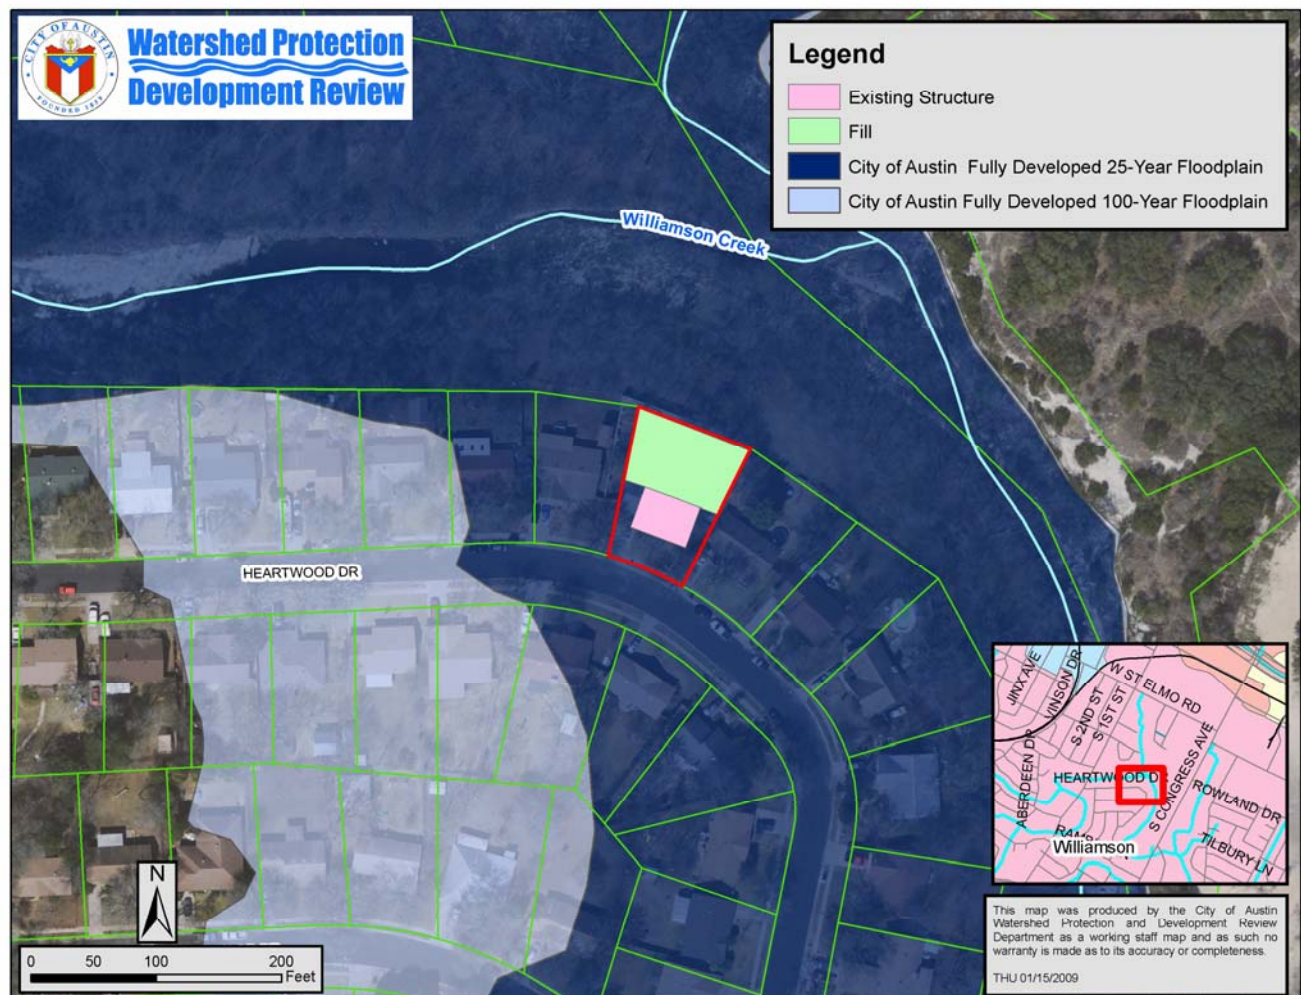 CITY OF AUSTIN
FOUNDED 1839
Watershed Protection
Development Review
Legend
Existing Structure
Fill
City of Austin  Fully Developed 25-Year Floodplain
City of Austin Fully Developed 100-Year Floodplain
Williamson Creek
HEARTWOOD DR
JINX AVE
VINSON DR
W ST ELMO RD
S 2ND ST
S 1ST ST
ABERDEEN DR
HEARTWOOD DR
S CONGRESS AVE
ROWLAND DR
Williamson
TILBURY LN
N
0 50 100 200
Feet
This map was produced by the City of Austin
Watershed Protection and Development Review
Department as a working staff map and as such no
warranty is made as to its accuracy or completeness.
THU 01/15/2009